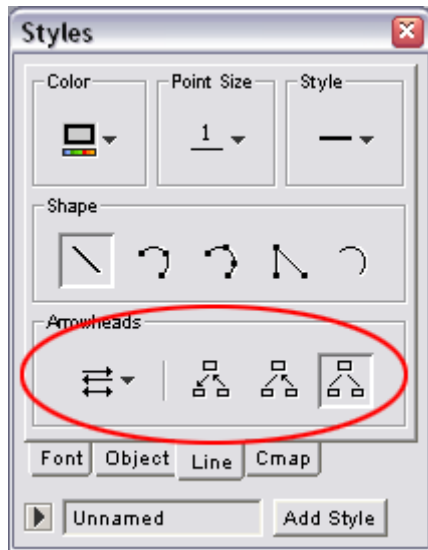 Styles
Color Point Size Style
1
Shape
Arrowheads
Font Object Line Cmap
Unnamed Add Style